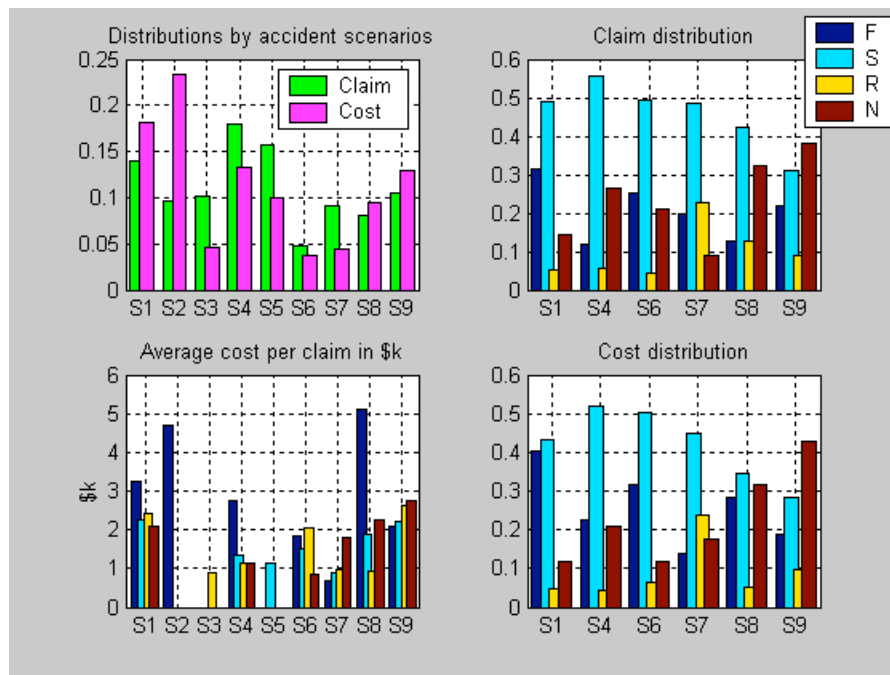 Distributions by accident scenarios
0.25
0.2
0.15
0.1
0.05
0
Claim
Cost
S1 S2 S3 S4 S5 S6 S7 S8 S9
Claim distribution
0.6
0.5
0.4
0.3
0.2
0.1
0
F
S
R
N
S1 S4 S6 S7 S8 S9
Average cost per claim in $k
6
5
4
3
2
1
0
$k
S1 S2 S3 S4 S5 S6 S7 S8 S9
Cost distribution
0.6
0.5
0.4
0.3
0.2
0.1
0
S1 S4 S6 S7 S8 S9